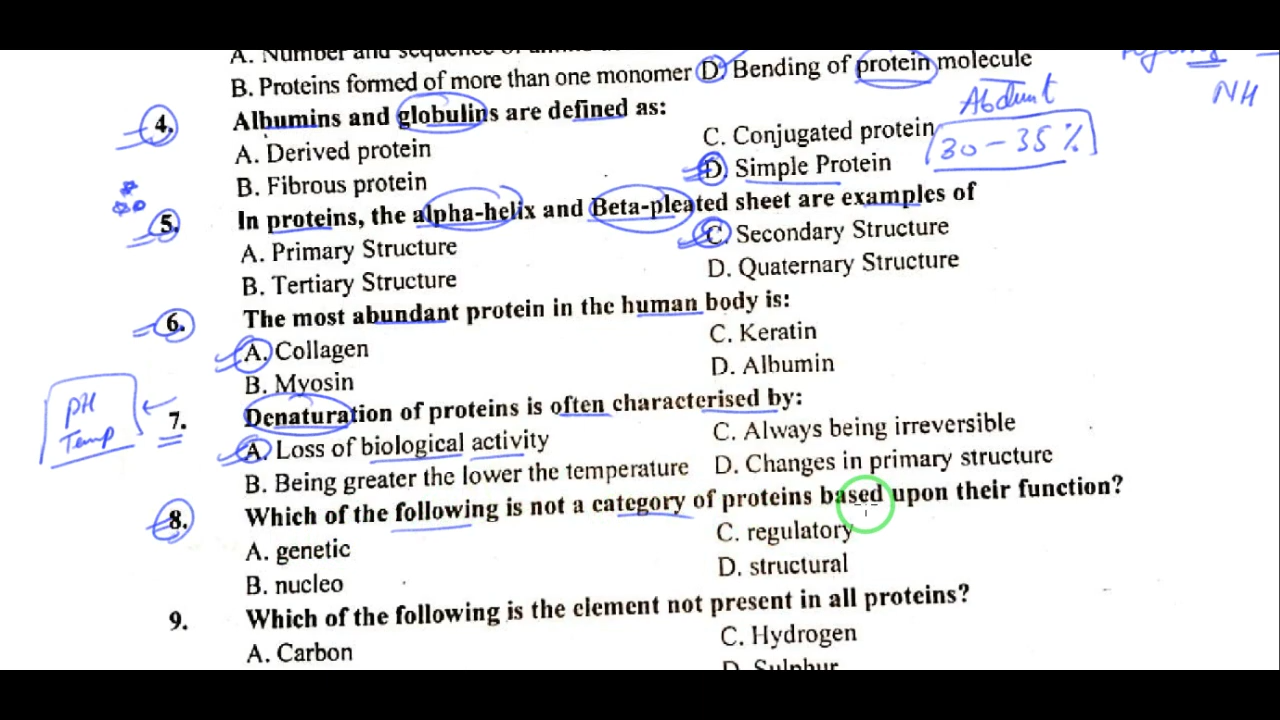 A. Number and sequence of amino
B. Proteins formed of more than one monomer D. Bending of protein molecule
NH
Abdunt
30-35 %
4. Albumins and globulins are defined as:
A. Derived protein C. Conjugated protein
B. Fibrous protein D. Simple Protein
5. In proteins, the alpha-helix and Beta-pleated sheet are examples of
A. Primary Structure C. Secondary Structure
B. Tertiary Structure D. Quaternary Structure
6. The most abundant protein in the human body is:
A. Collagen C. Keratin
B. Myosin D. Albumin
PH
Temp
7. Denaturation of proteins is often characterised by:
A. Loss of biological activity C. Always being irreversible
B. Being greater the lower the temperature D. Changes in primary structure
8. Which of the following is not a category of proteins based upon their function?
A. genetic C. regulatory
B. nucleo D. structural
9. Which of the following is the element not present in all proteins?
A. Carbon C. Hydrogen
D. Sulphur